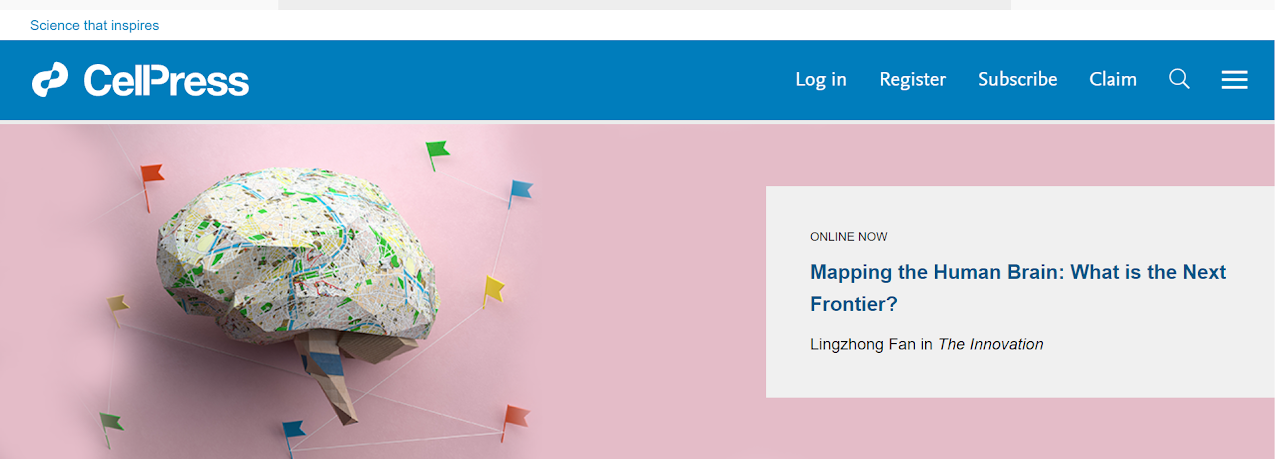 Science that inspires
CellPress
Log in
Register
Subscribe
Claim
ONLINE NOW
Mapping the Human Brain: What is the Next
Frontier?
Lingzhong Fan in The Innovation